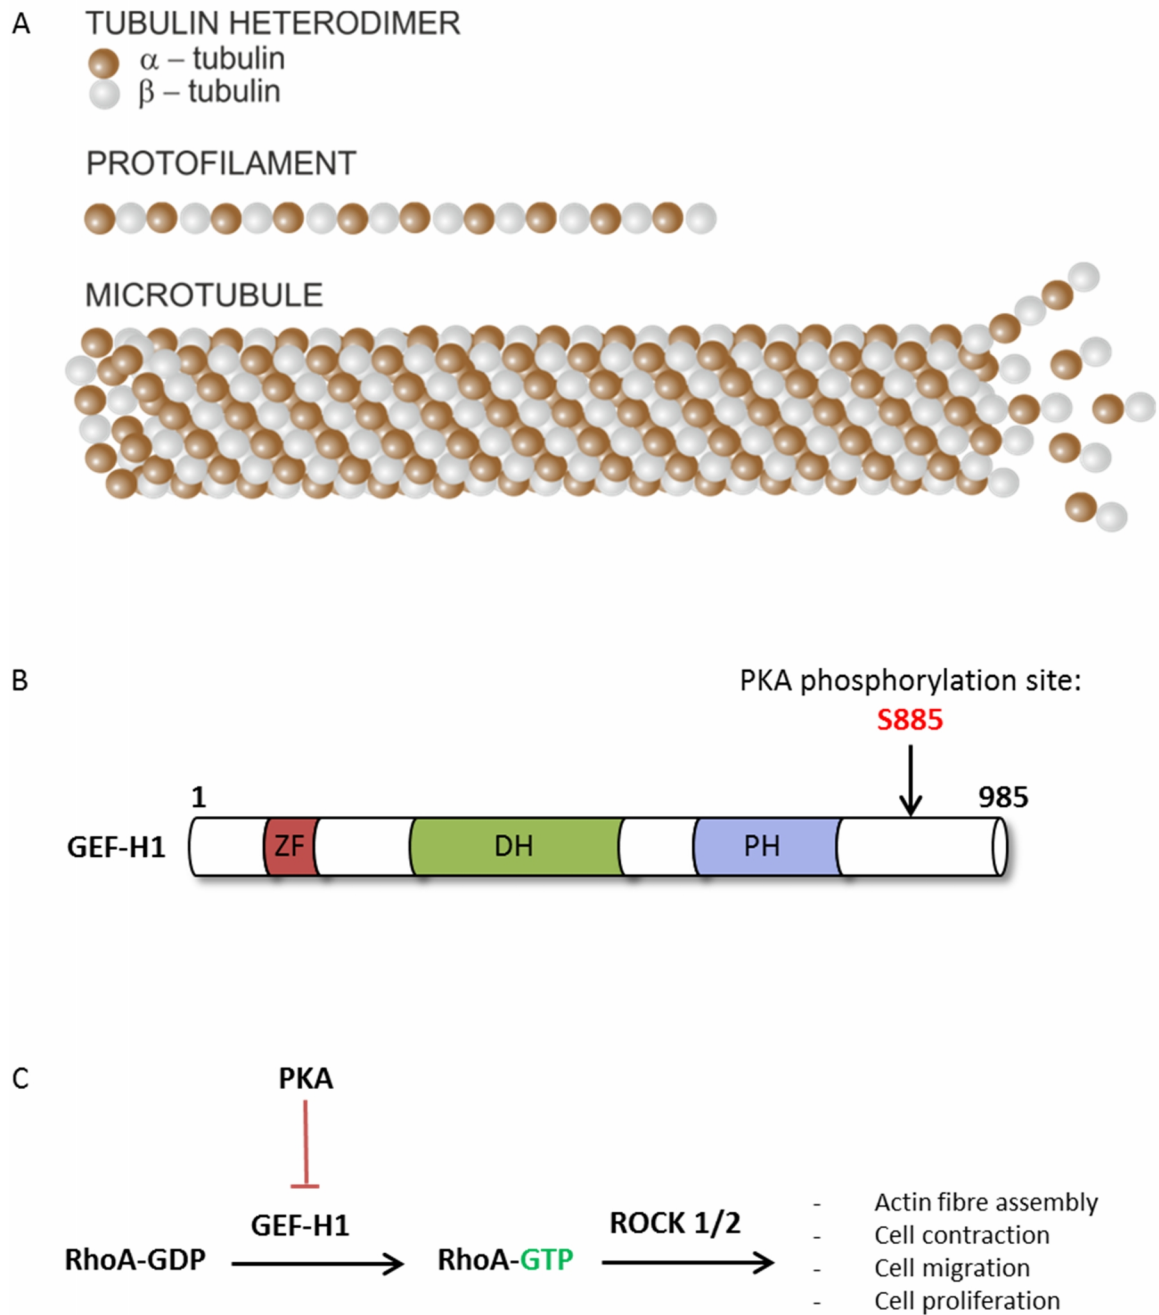 A
TUBULIN HETERODIMER
α – tubulin
β – tubulin
PROTOFILAMENT
MICROTUBULE
B
PKA phosphorylation site:
S885
1
985
GEF-H1
ZF
DH
PH
C
PKA
GEF-H1
RhoA-GDP
RhoA-GTP
ROCK 1/2
- Actin fibre assembly
- Cell contraction
- Cell migration
- Cell proliferation